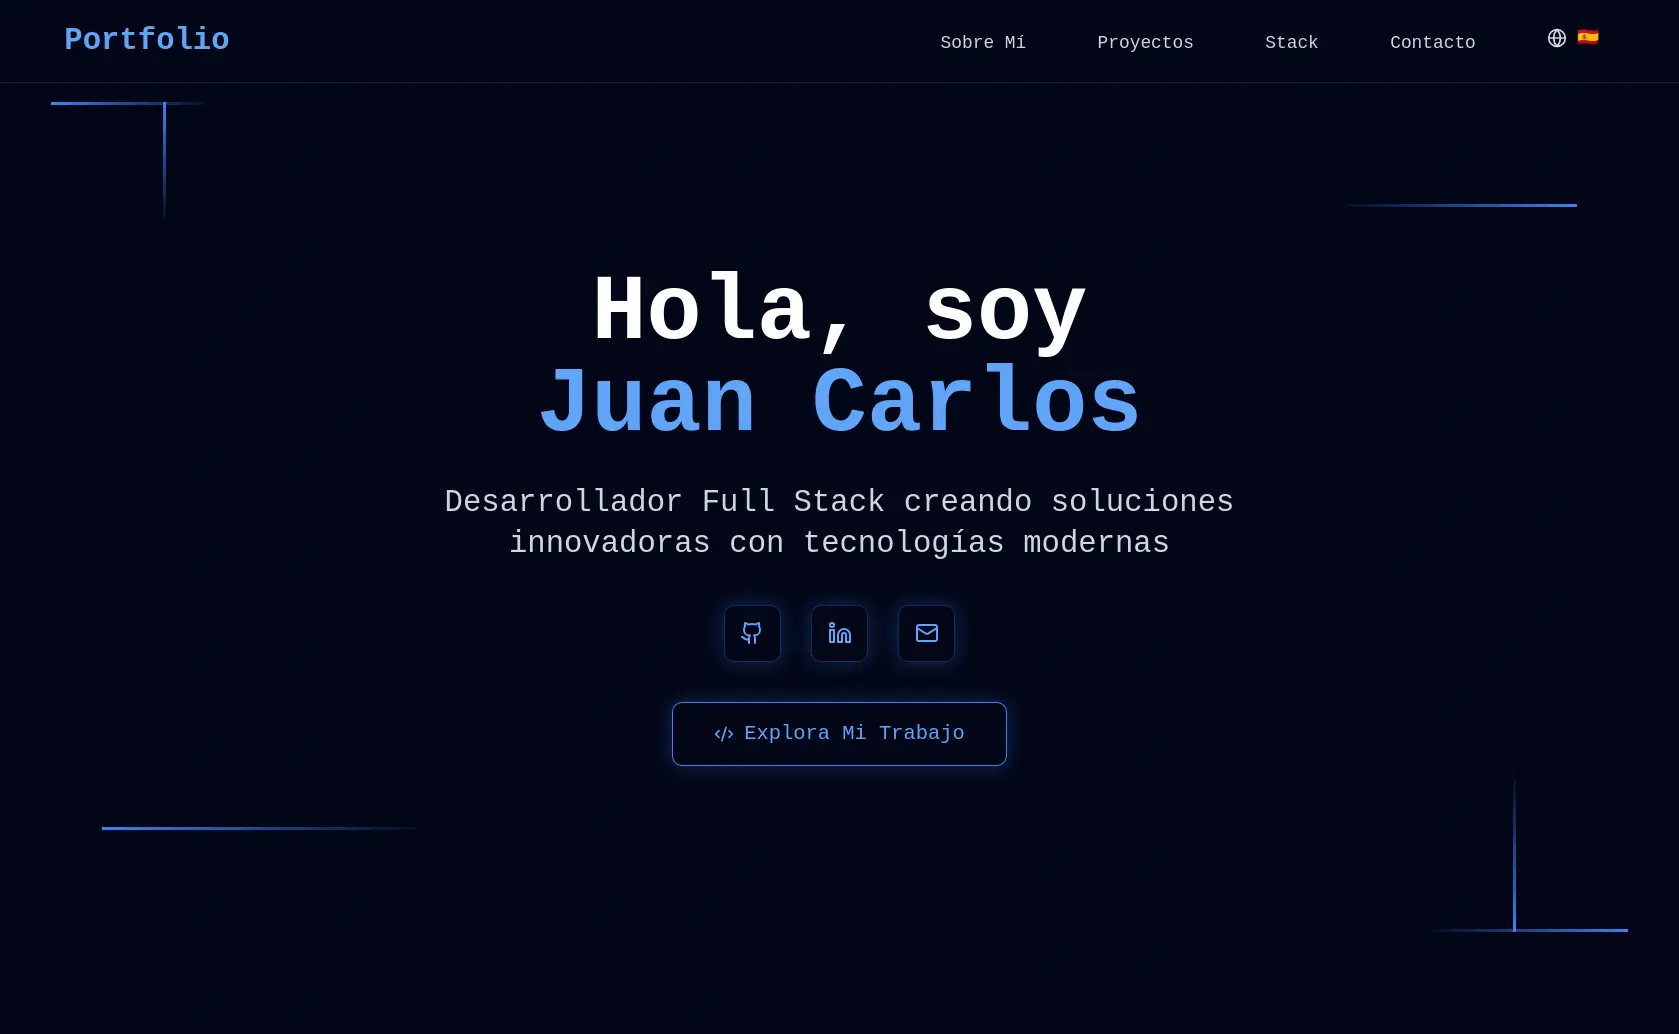 Portfolio
Sobre Mí
Proyectos
Stack
Contacto
Hola, soy
Juan Carlos
Desarrollador Full Stack creando soluciones
innovadoras con tecnologías modernas
Explora Mi Trabajo